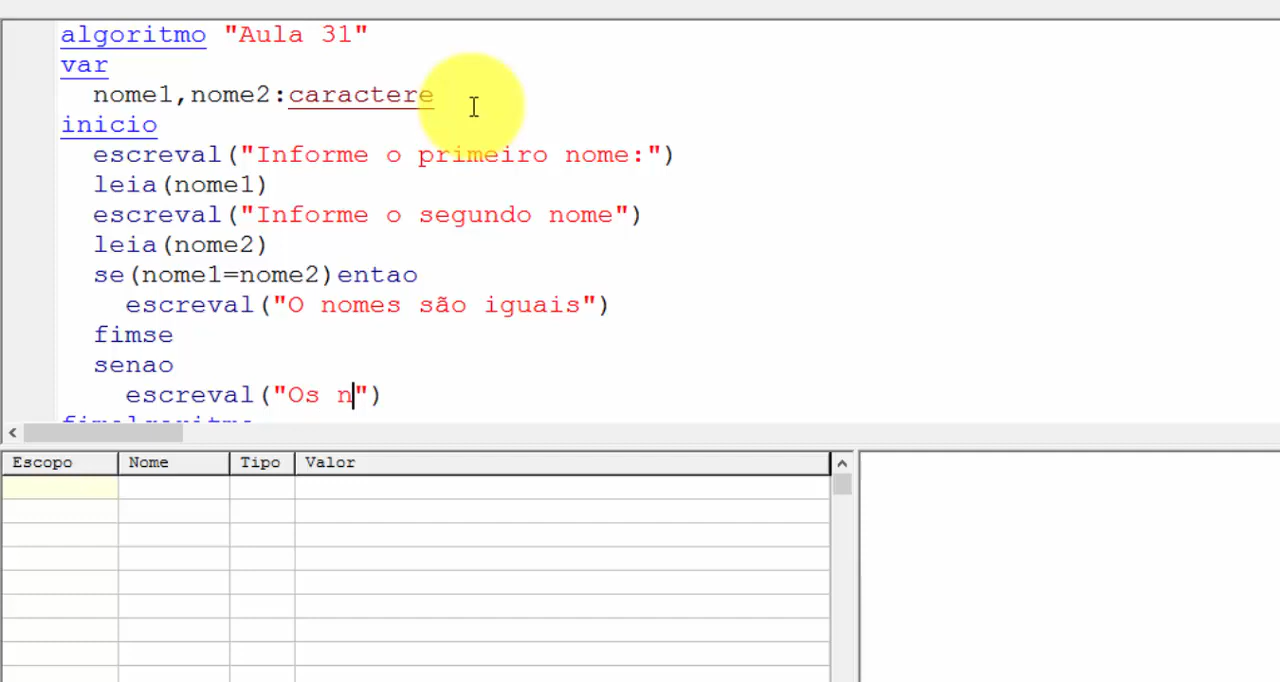 algoritmo "Aula 31"
var
nome1,nome2:caractere
inicio
escreval("Informe o primeiro nome:")
leia(nome1)
escreval("Informe o segundo nome")
leia(nome2)
se(nome1=nome2)entao
escreval("O nomes são iguais")
fimse
senao
escreval("Os n")
fimalgoritmo
Escopo Nome Tipo Valor